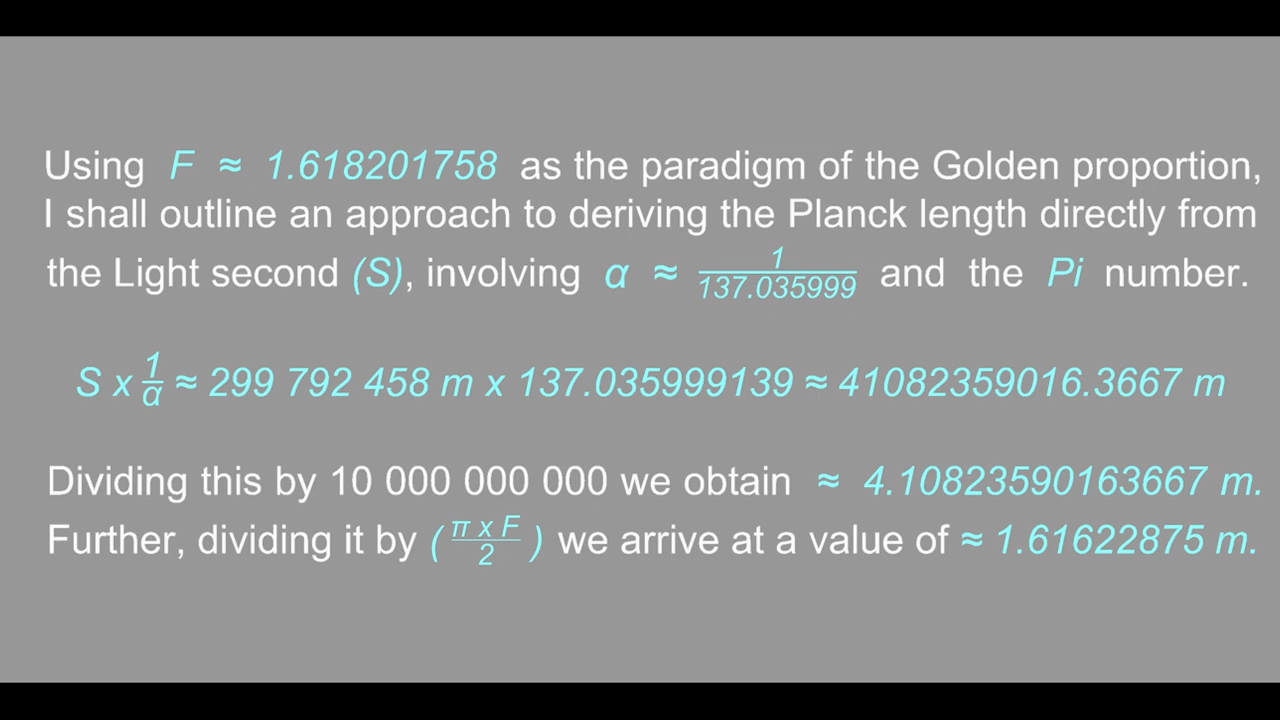 Using F ≈ 1.618201758 as the paradigm of the Golden proportion,
I shall outline an approach to deriving the Planck length directly from
the Light second (S), involving α ≈ 1/137.035999 and the Pi number.
S x 1/α ≈ 299 792 458 m x 137.035999139 ≈ 41082359016.3667 m
Dividing this by 10 000 000 000 we obtain ≈ 4.10823590163667 m.
Further, dividing it by (π x F / 2) we arrive at a value of ≈ 1.61622875 m.